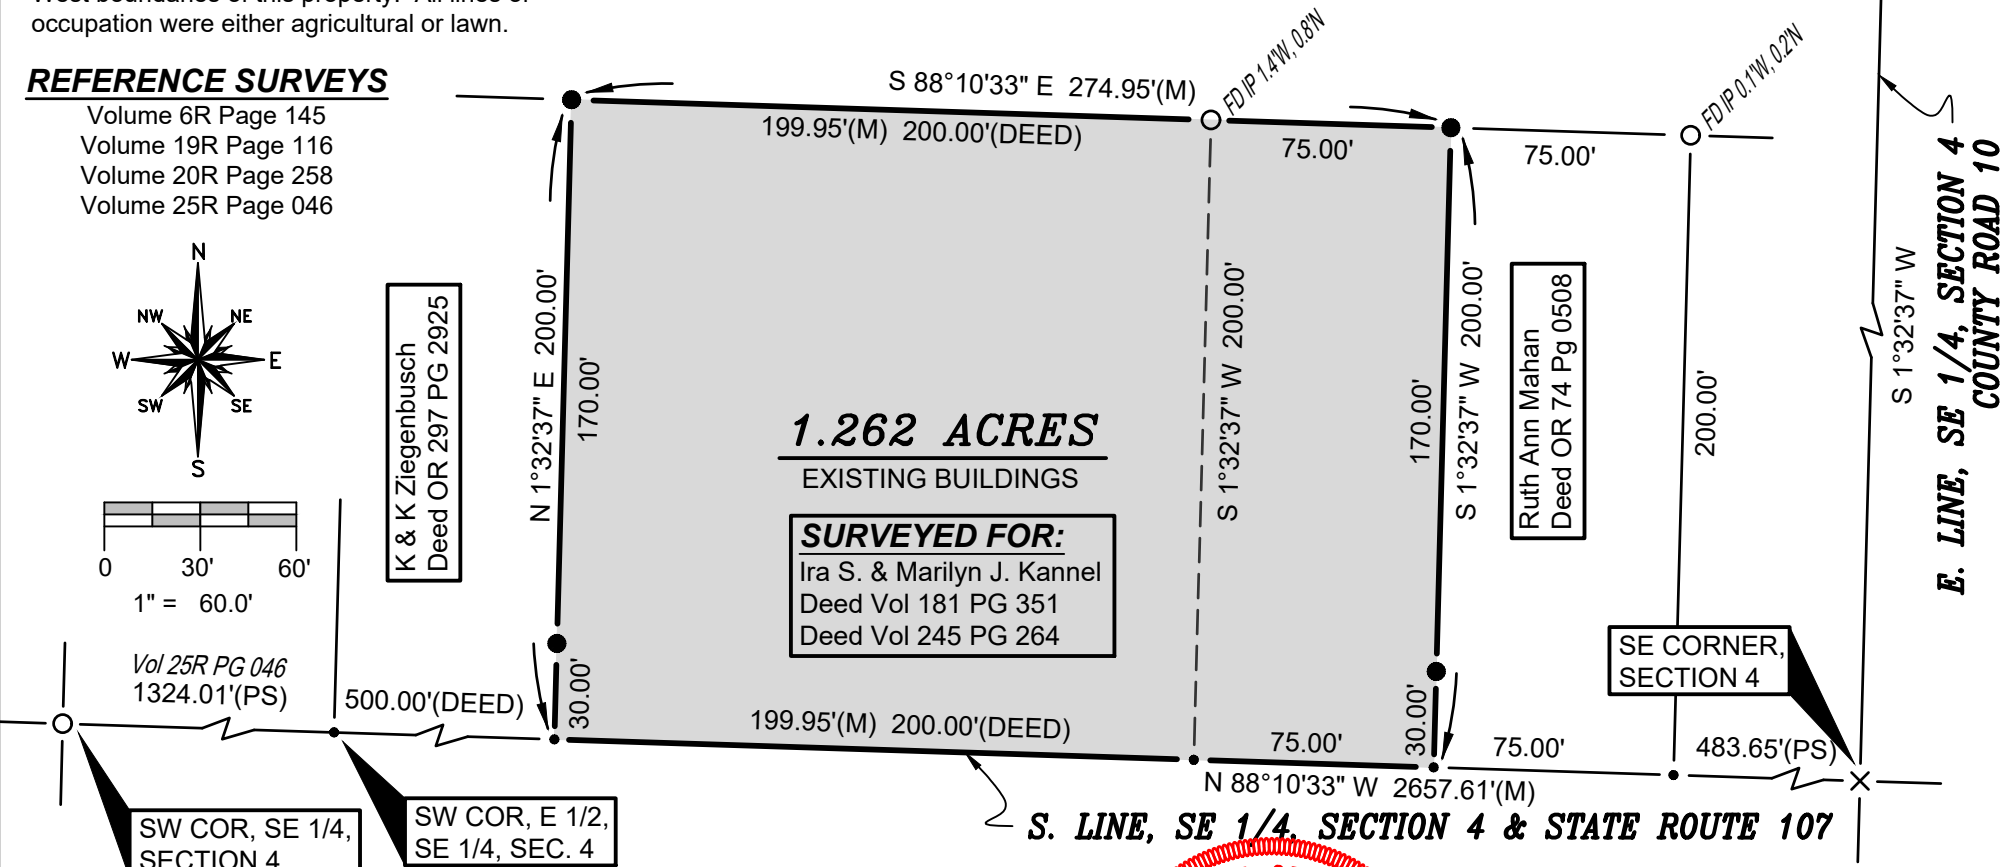 occupation were either agricultural or lawn.
REFERENCE SURVEYS
Volume 6R Page 145
Volume 19R Page 116
Volume 20R Page 258
Volume 25R Page 046
N
NW
NE
W
E
SW
SE
S
0 30' 60'
1" = 60.0'
Vol 25R PG 046
1324.01'(PS)
500.00'(DEED)
SW COR, SE 1/4,
SECTION 4
SW COR, E 1/2,
SE 1/4, SEC. 4
K & K Ziegenbusch
Deed OR 297 PG 2925
N 1°32'37" E 200.00'
170.00'
30.00'
S 88°10'33" E 274.95'(M)
199.95'(M) 200.00'(DEED)
75.00'
75.00'
FD IP 1.4'W, 0.8'N
FD IP 0.1'W, 0.2'N
1.262 ACRES
EXISTING BUILDINGS
SURVEYED FOR:
Ira S. & Marilyn J. Kannel
Deed Vol 181 PG 351
Deed Vol 245 PG 264
S 1°32'37" W 200.00'
170.00'
S 1°32'37" W 200.00'
30.00'
Ruth Ann Mahan
Deed OR 74 Pg 0508
200.00'
S 1°32'37" W
E. LINE, SE 1/4, SECTION 4
COUNTY ROAD 10
SE CORNER,
SECTION 4
199.95'(M) 200.00'(DEED)
75.00'
75.00'
483.65'(PS)
N 88°10'33" W 2657.61'(M)
S. LINE, SE 1/4, SECTION 4 & STATE ROUTE 107